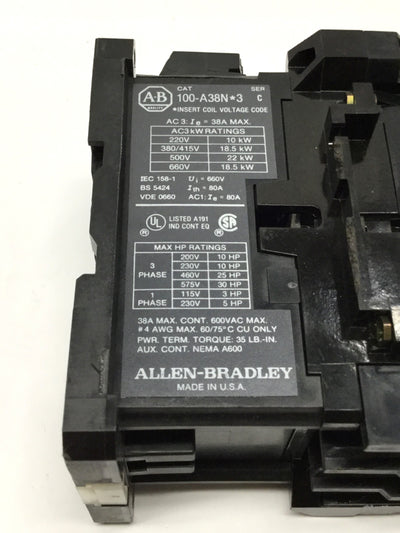 CAT SER
A-B 100-A38N*3 C
QUALITY *INSERT COIL VOLTAGE CODE
AC 3: Ie = 38A MAX.
AC3 kW RATINGS
220V 10 kW
380/415V 18.5 kW
500V 22 kW
660V 18.5 kW
IEC 158-1 Ui = 660V
BS 5424 Ith = 80A
VDE 0660 AC1: Ie = 80A
UL LISTED A191 SA
® IND CONT EQ ®
MAX HP RATINGS
3 PHASE 200V 10 HP
230V 10 HP
460V 25 HP
575V 30 HP
1 PHASE 115V 3 HP
230V 5 HP
38A MAX. CONT. 600VAC MAX.
#4 AWG MAX. 60/75°C CU ONLY
PWR. TERM. TORQUE: 35 LB.-IN.
AUX. CONT. NEMA A600
ALLEN-BRADLEY
MADE IN U.S.A.